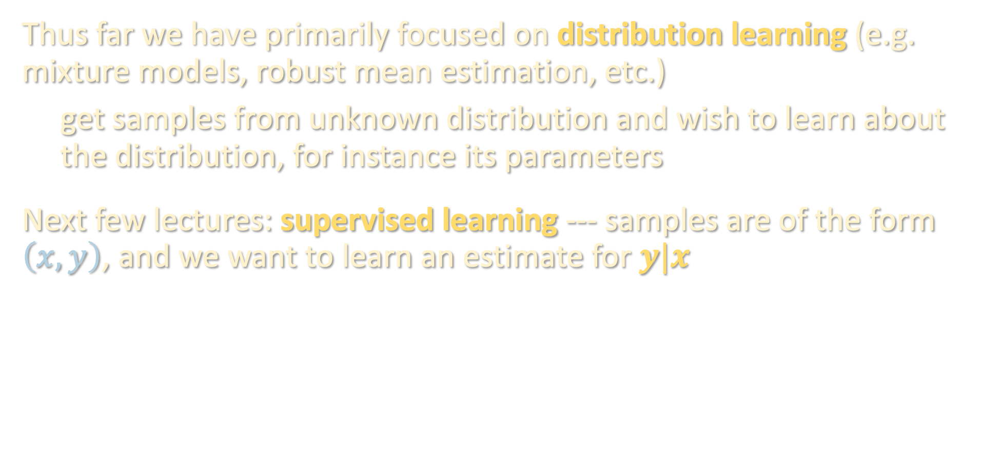 Thus far we have primarily focused on distribution learning (e.g.
mixture models, robust mean estimation, etc.)
get samples from unknown distribution and wish to learn about
the distribution, for instance its parameters
Next few lectures: supervised learning --- samples are of the form
(x, y), and we want to learn an estimate for y|x